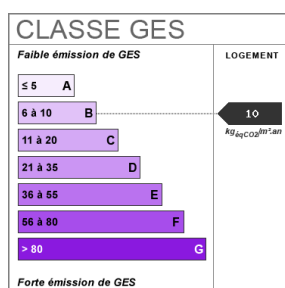 CLASSE GES
Faible émission de GES
LOGEMENT
≤ 5 A
6 à 10 B
10
kgéqCO2/m².an
11 à 20 C
21 à 35 D
36 à 55 E
56 à 80 F
> 80 G
Forte émission de GES